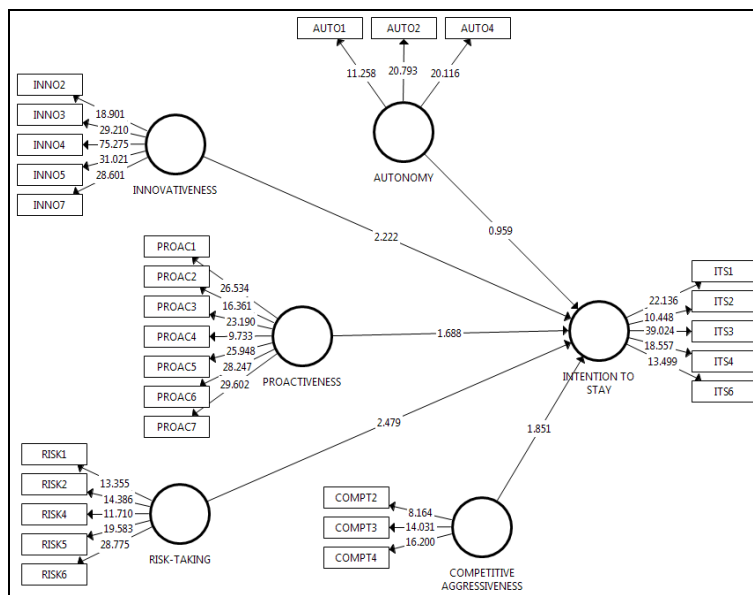 AUTO1
AUTO2
AUTO4
11.258
20.793
20.116
AUTONOMY
0.959
INNO2
INNO3
INNO4
INNO5
INNO7
18.901
29.210
75.275
31.021
28.601
INNOVATIVENESS
2.222
PROAC1
PROAC2
PROAC3
PROAC4
PROAC5
PROAC6
PROAC7
26.534
16.361
23.190
9.733
25.948
28.247
29.602
PROACTIVENESS
1.688
ITS1
ITS2
ITS3
ITS4
ITS6
22.136
10.448
39.024
18.557
13.499
INTENTION TO
STAY
RISK1
RISK2
RISK4
RISK5
RISK6
13.355
14.386
11.710
19.583
28.775
RISK-TAKING
2.479
COMPT2
COMPT3
COMPT4
8.164
14.031
16.200
COMPETITIVE
AGGRESSIVENESS
1.851